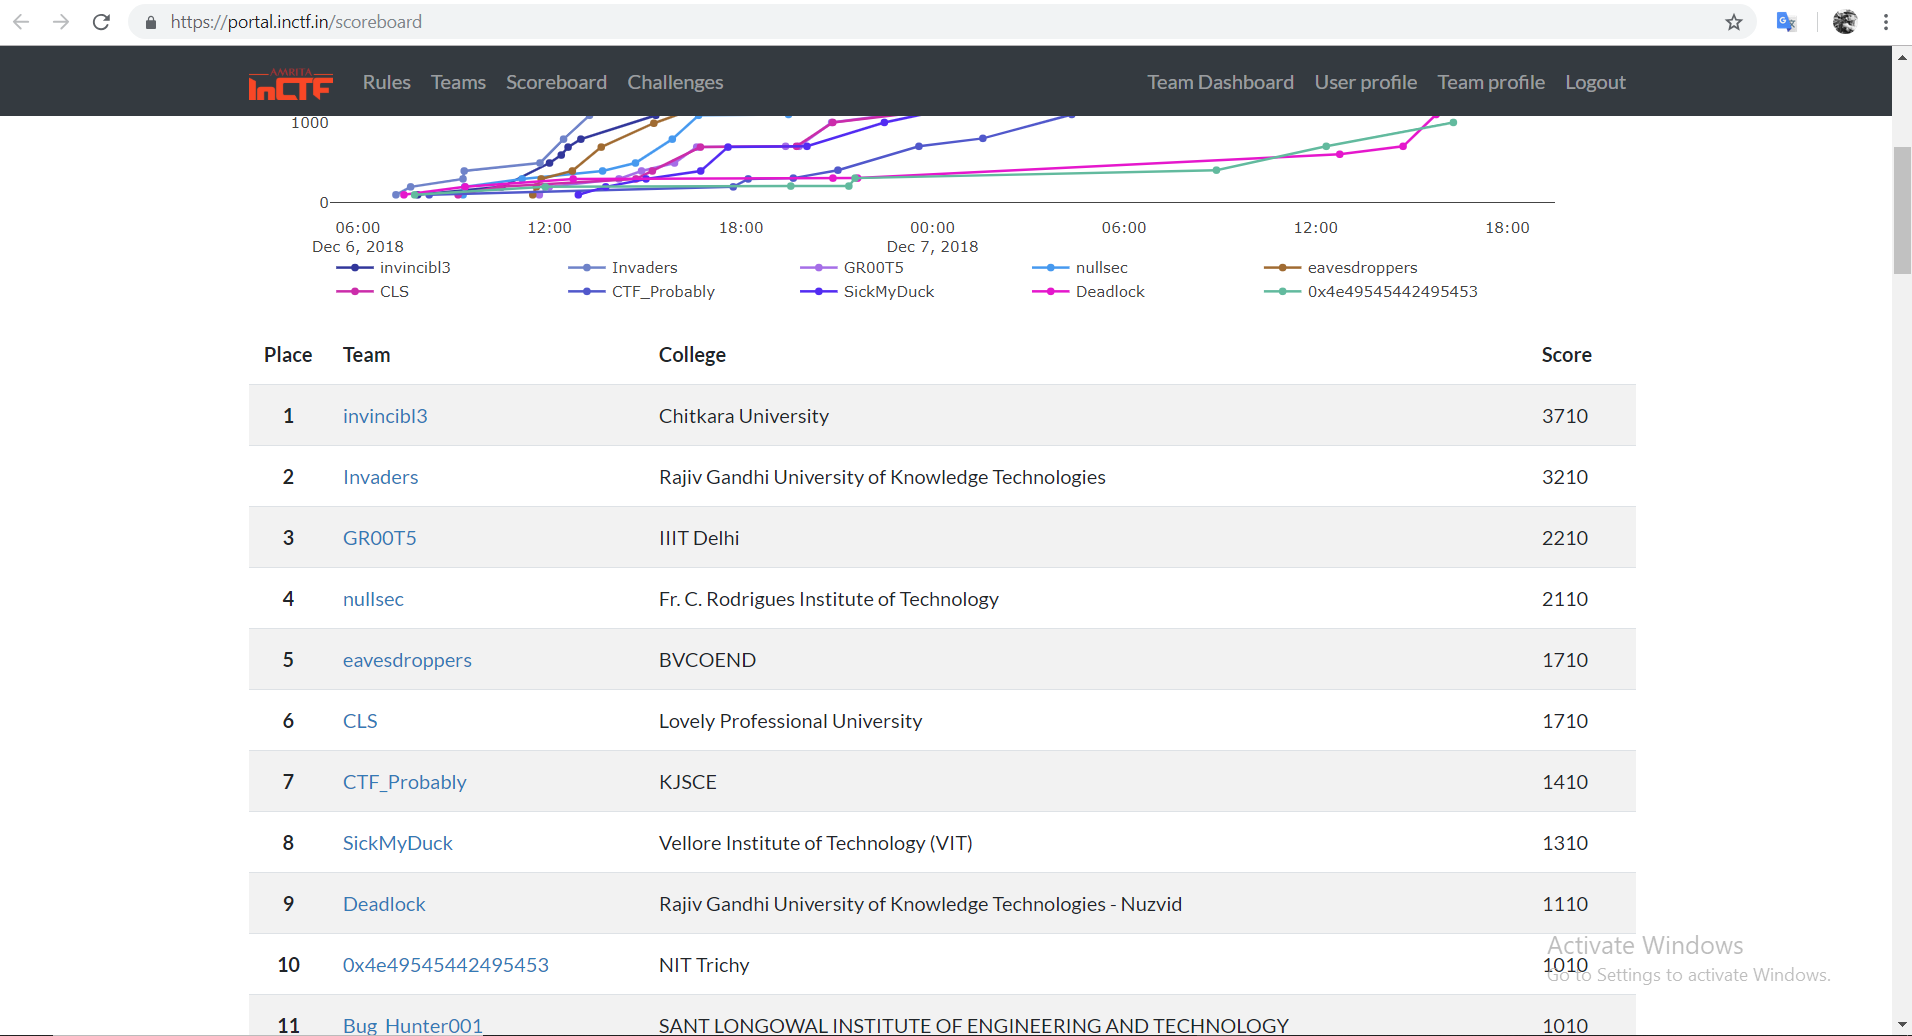 https://portal.inctf.in/scoreboard
AMRITA
InCTF Rules Teams Scoreboard Challenges Team Dashboard User profile Team profile Logout
1000
0
06:00 12:00 18:00 00:00 06:00 12:00 18:00
Dec 6, 2018 Dec 7, 2018
invincibl3 Invaders GR00T5 nullsec eavesdroppers
CLS CTF_Probably SickMyDuck Deadlock 0x4e49545442495453
Place Team College Score
1 invincibl3 Chitkara University 3710
2 Invaders Rajiv Gandhi University of Knowledge Technologies 3210
3 GR00T5 IIIT Delhi 2210
4 nullsec Fr. C. Rodrigues Institute of Technology 2110
5 eavesdroppers BVCOEND 1710
6 CLS Lovely Professional University 1710
7 CTF_Probably KJSCE 1410
8 SickMyDuck Vellore Institute of Technology (VIT) 1310
9 Deadlock Rajiv Gandhi University of Knowledge Technologies - Nuzvid 1110
Activate Windows
10 0x4e49545442495453 NIT Trichy 1010
Go to Settings to activate Windows.
11 Bug_Hunter001_ SANT LONGOWAL INSTITUTE OF ENGINEERING AND TECHNOLOGY 1010